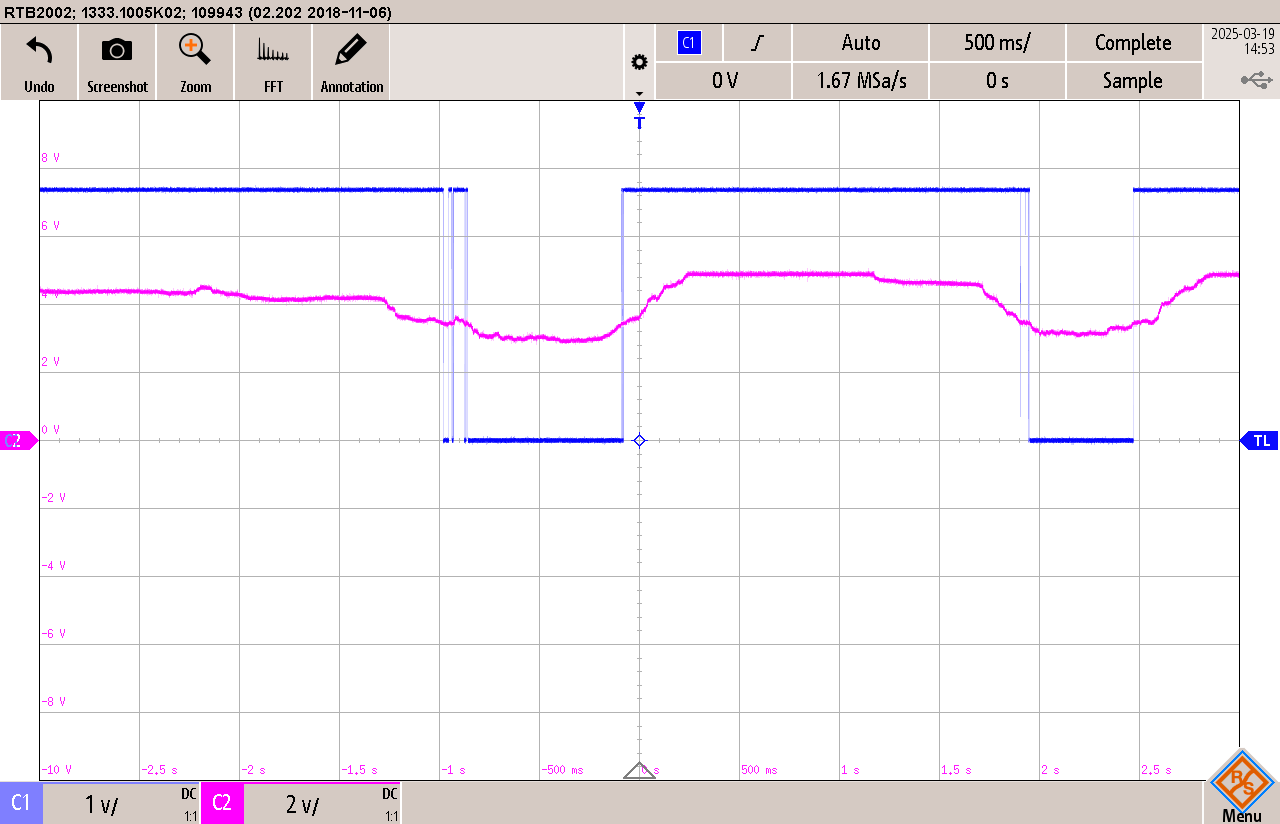 RTB2002; 1333.1005K02; 109943 (02.202 2018-11-06)
Undo
Screenshot
Zoom
FFT
Annotation
C1
Auto
500 ms/
Complete
2025-03-19
14:53
0 V
1.67 MSa/s
0 s
Sample
T
8 V
6 V
4 V
2 V
0 V
C2
TL
-2 V
-4 V
-6 V
-8 V
-10 V
-2,5 s
-2 s
-1,5 s
-1 s
-500 ms
0 s
500 ms
1 s
1,5 s
2 s
2,5 s
C1
1 V/
DC
1:1
C2
2 V/
DC
1:1
R S
Menu